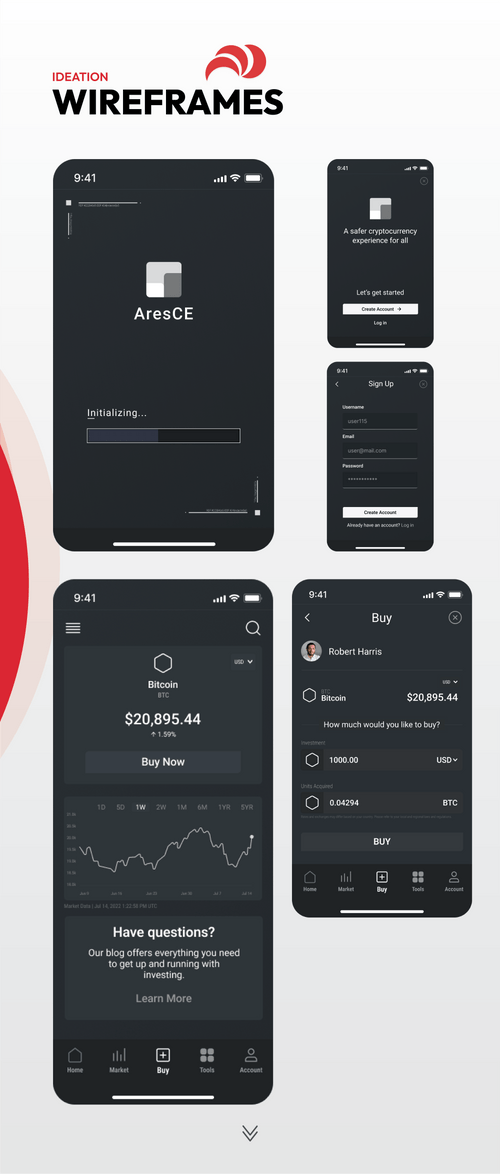 IDEATION
WIREFRAMES
9:41
AresCE
Initializing...
9:41
A safer cryptocurrency
experience for all
Let's get started
Create Account →
Log in
9:41
Sign Up
Username
user115
Email
user@mail.com
Password
***********
Create Account
Already have an account? Log in
9:41
USD
Bitcoin
BTC
$20,895.44
↑ 1.59%
Buy Now
1D 5D 1W 2W 1M 6M 1YR 5YR
Market Data | Jul 14, 2022 1:22:58 PM UTC
Have questions?
Our blog offers everything you need
to get up and running with
investing.
Learn More
Home Market Buy Tools Account
9:41
Buy
Robert Harris
USD
BTC
Bitcoin
$20,895.44
How much would you like to buy?
Investment
1000.00 USD
Units Acquired
0.04294 BTC
BUY
Home Market Buy Tools Account